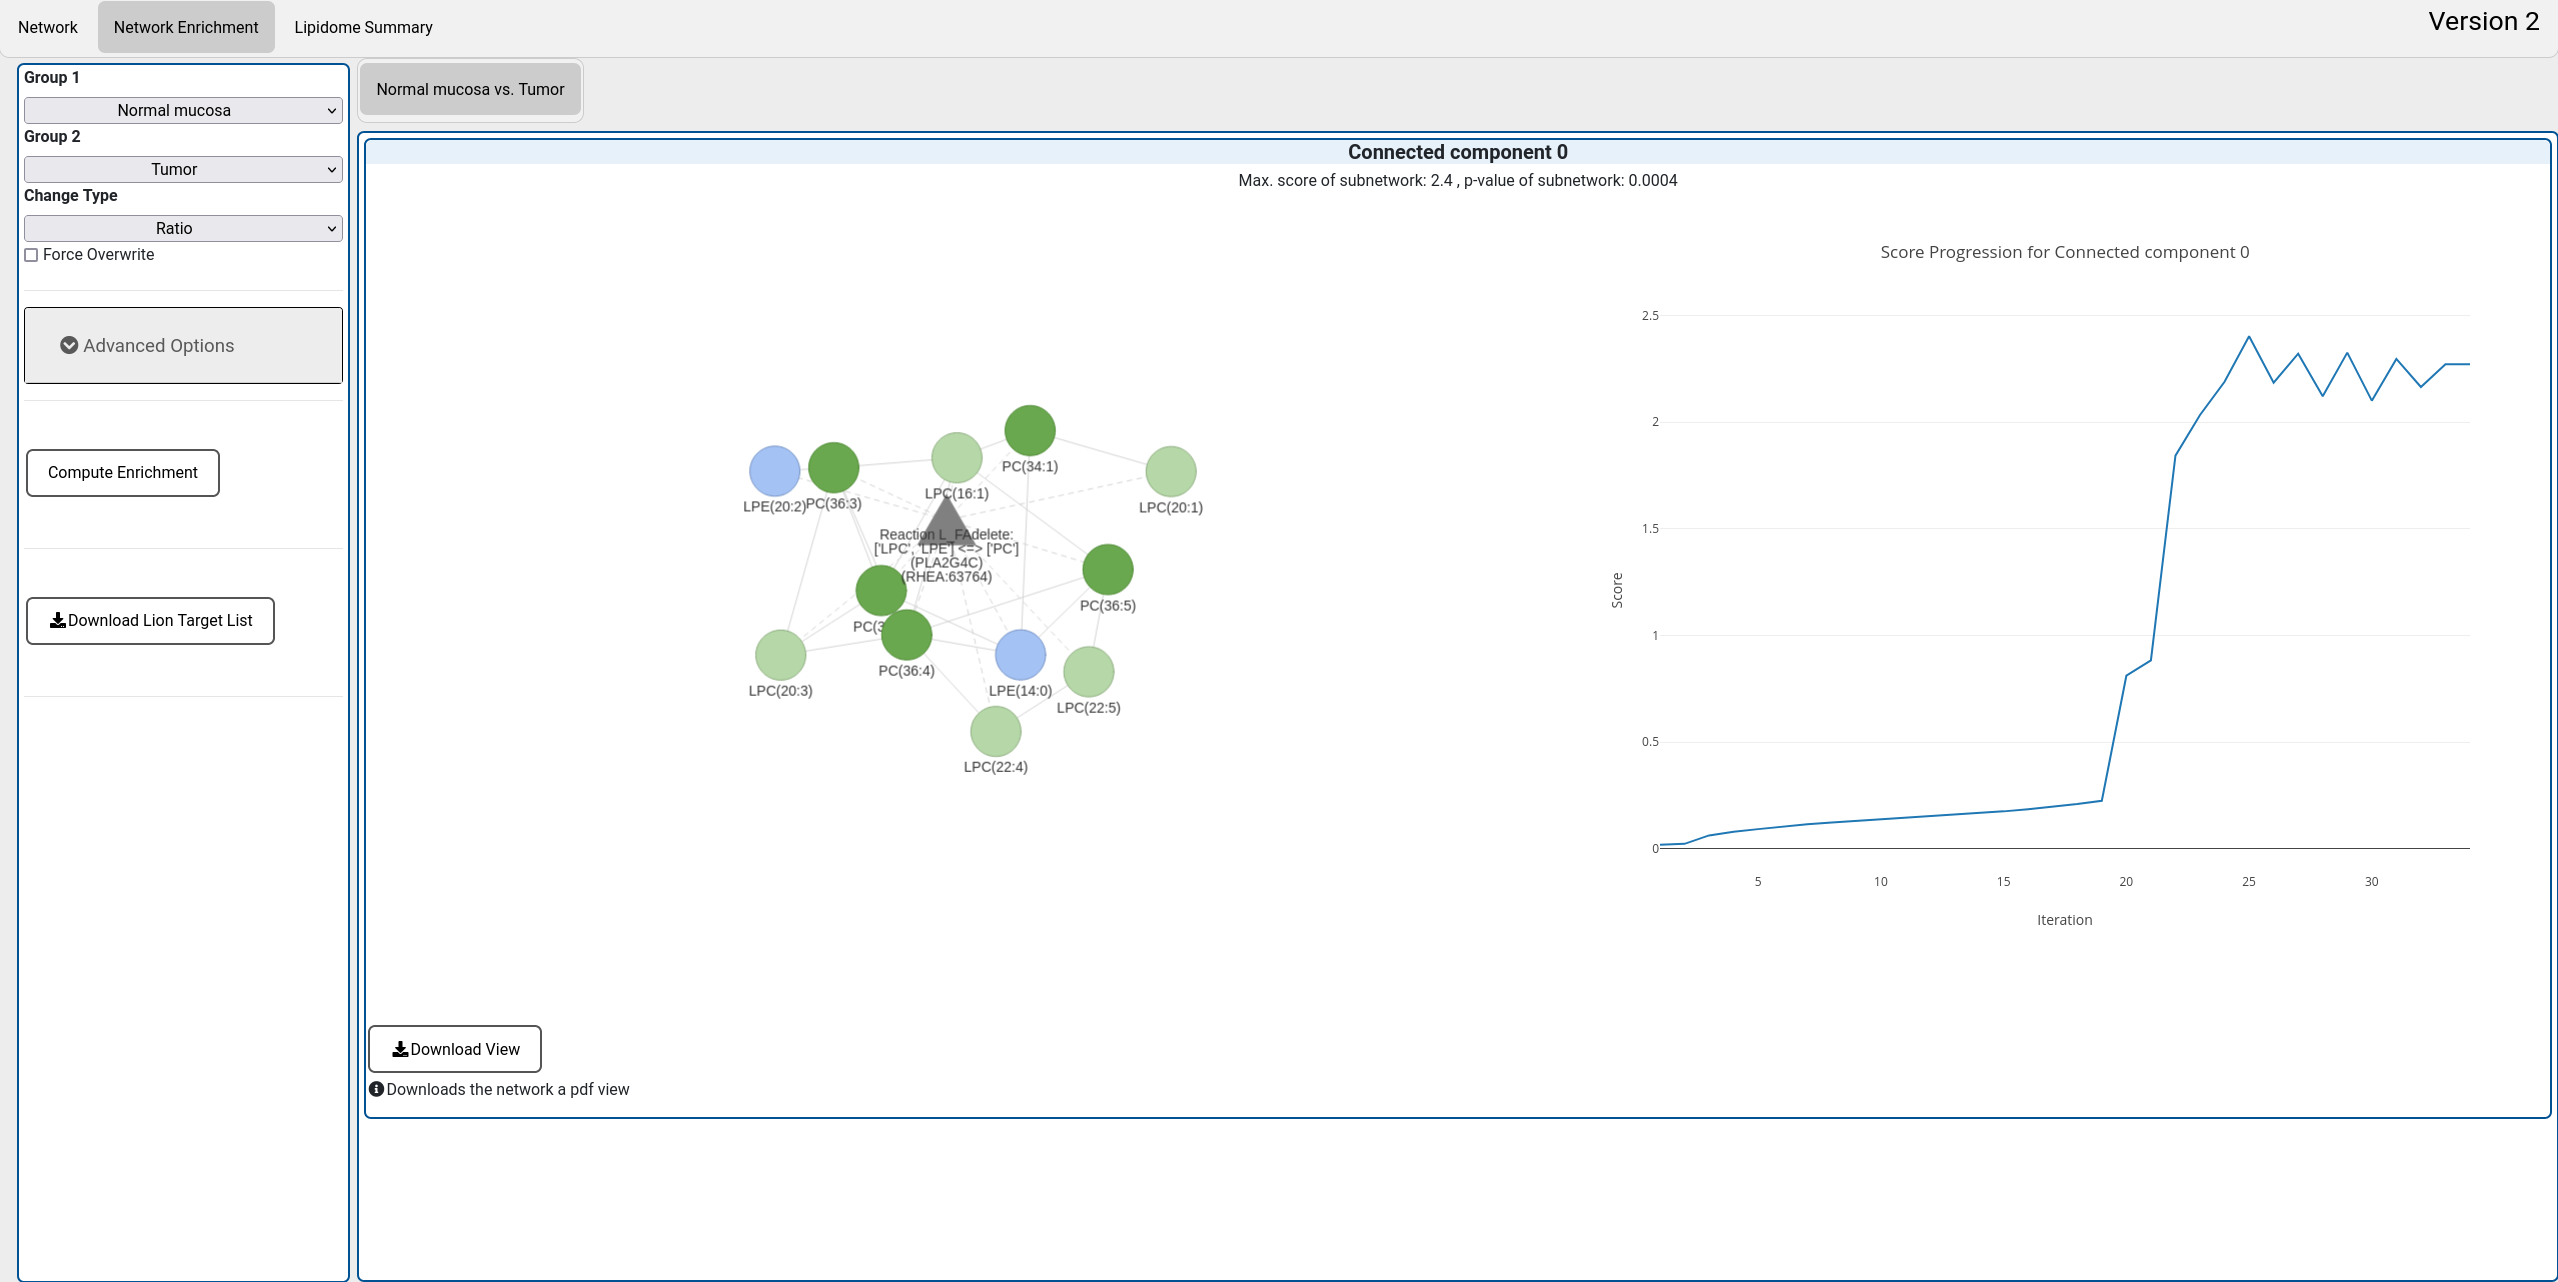 Network
Network Enrichment
Lipidome Summary
Version 2
Group 1
Normal mucosa
Group 2
Tumor
Change Type
Ratio
Force Overwrite
Advanced Options
Compute Enrichment
Download Lion Target List
Normal mucosa vs. Tumor
Connected component 0
Max. score of subnetwork: 2.4 , p-value of subnetwork: 0.0004
PC(34:1)
LPE(20:2)
PC(36:3)
LPC(16:1)
LPC(20:1)
Reaction L_FAdelete:
['LPC', 'LPE'] <=> ['PC']
(PLA2G4C)
(RHEA:63764)
PC(36:5)
PC(3
PC(36:4)
LPC(20:3)
LPE(14:0)
LPC(22:5)
LPC(22:4)
Score Progression for Connected component 0
2.5
2
1.5
1
0.5
0
Score
5
10
15
20
25
30
Iteration
Download View
Downloads the network a pdf view